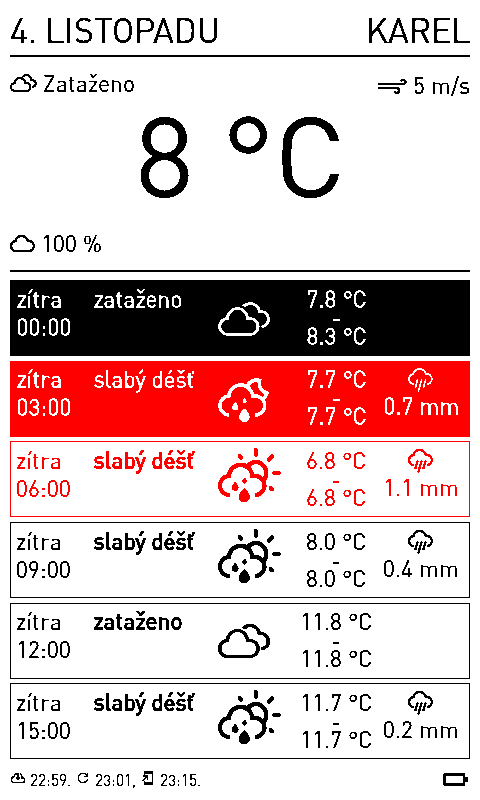 4. LISTOPADU KAREL
Zataženo 5 m/s
8 °C
100 %
zítra zataženo 7.8 °C
–
00:00 8.3 °C
zítra slabý déšť 7.7 °C
–
03:00 7.7 °C 0.7 mm
zítra slabý déšť 6.8 °C
–
06:00 6.8 °C 1.1 mm
zítra slabý déšť 8.0 °C
–
09:00 8.0 °C 0.4 mm
zítra zataženo 11.8 °C
–
12:00 11.8 °C
zítra slabý déšť 11.7 °C
–
15:00 11.7 °C 0.2 mm
22:59. 23:01, 23:15.